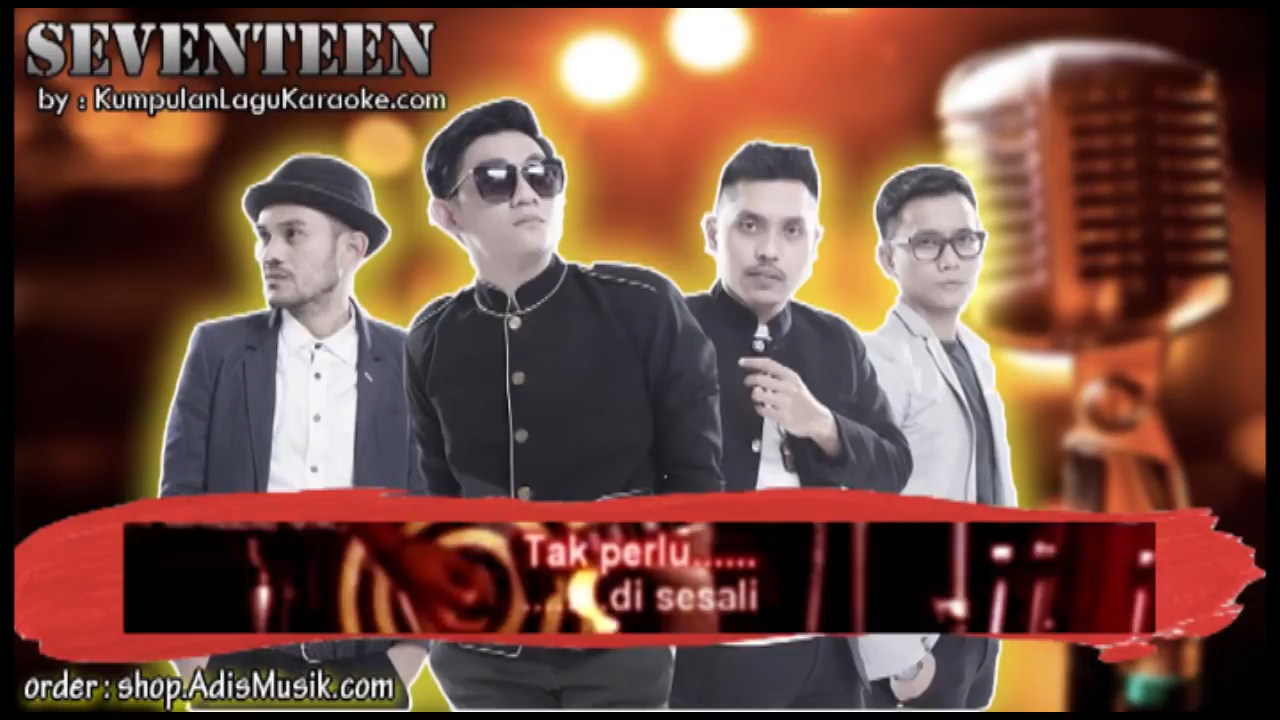 SEVENTEEN
by : KumpulanLaguKaraoke.com
Tak perlu......
.......di sesali
order : shop.AdisMusik.com